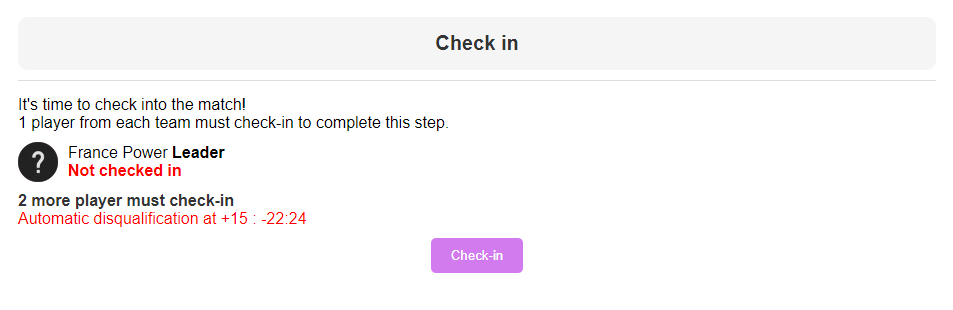 Check in
It's time to check into the match!
1 player from each team must check-in to complete this step.
?
France Power Leader
Not checked in
2 more player must check-in
Automatic disqualification at +15 : -22:24
Check-in